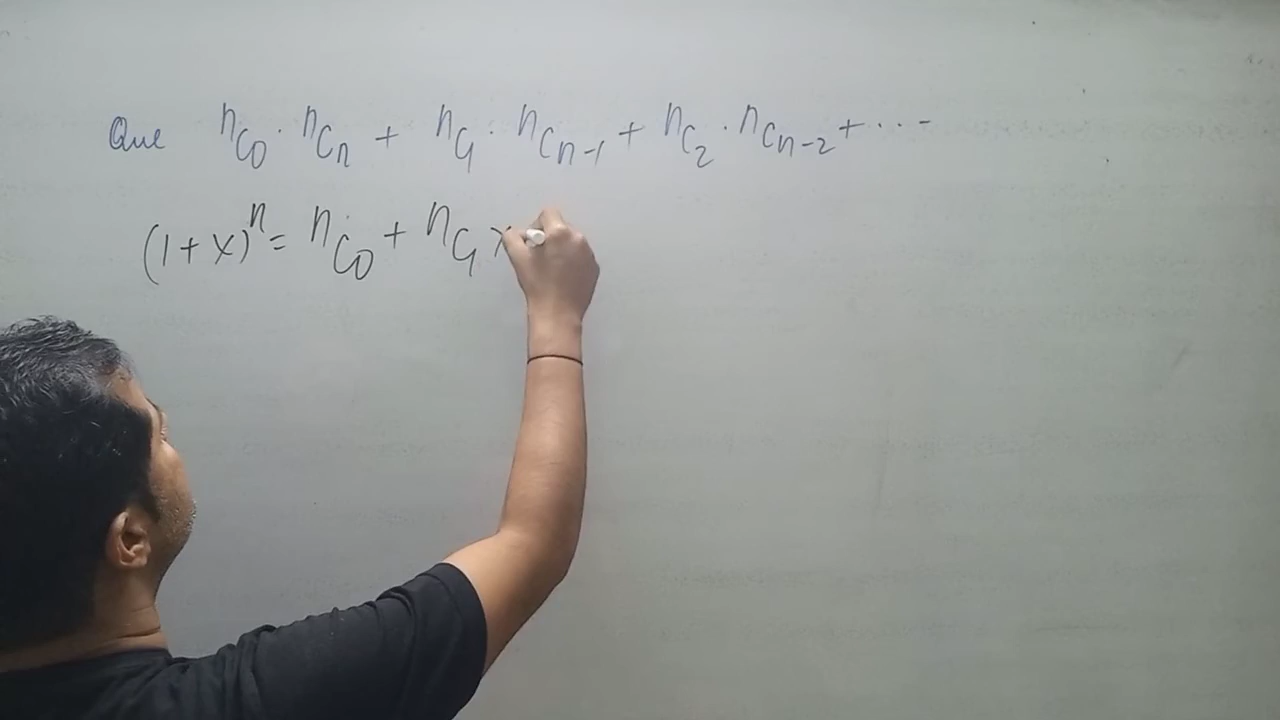 Que ⁿC₀ · ⁿCₙ + ⁿC₁ · ⁿCₙ₋₁ + ⁿC₂ · ⁿCₙ₋₂ + ....
(1+x)ⁿ = ⁿC₀ + ⁿC₁ x